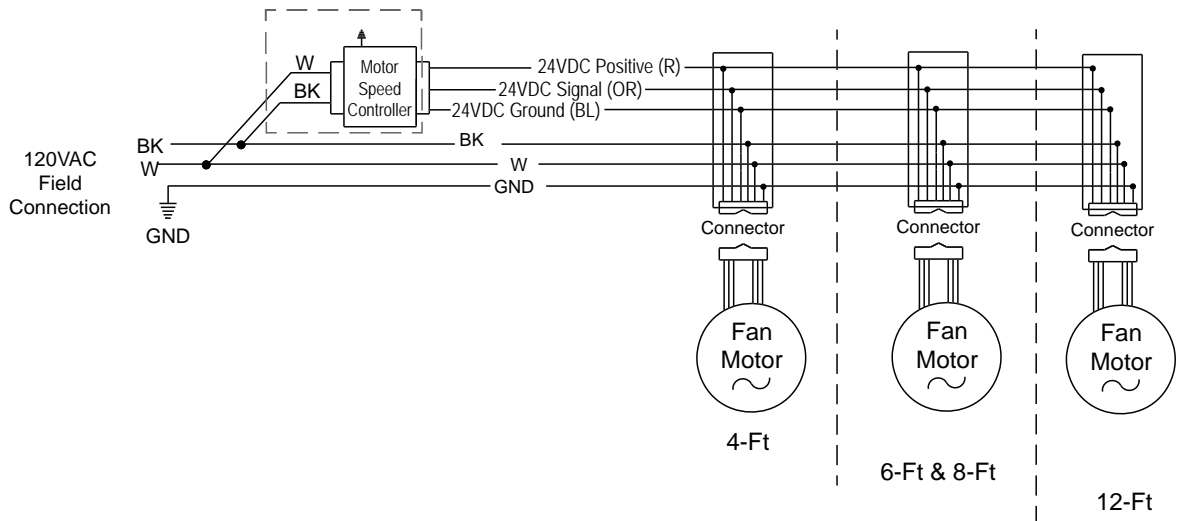 W
BK
Motor
Speed
Controller
24VDC Positive (R)
24VDC Signal (OR)
24VDC Ground (BL)
120VAC
Field
Connection
BK
W
GND
BK
W
GND
Connector
Connector
Connector
Fan
Motor
Fan
Motor
Fan
Motor
4-Ft
6-Ft & 8-Ft
12-Ft